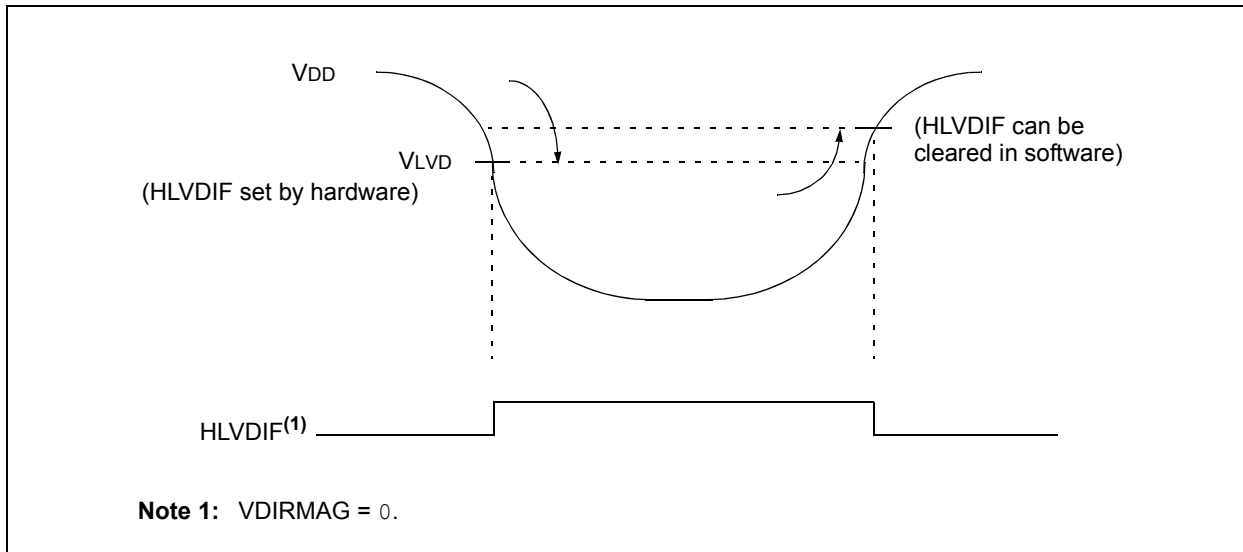 VDD
(HLVDIF can be
cleared in software)
VLVD
(HLVDIF set by hardware)
HLVDIF(1)
Note 1: VDIRMAG = 0.